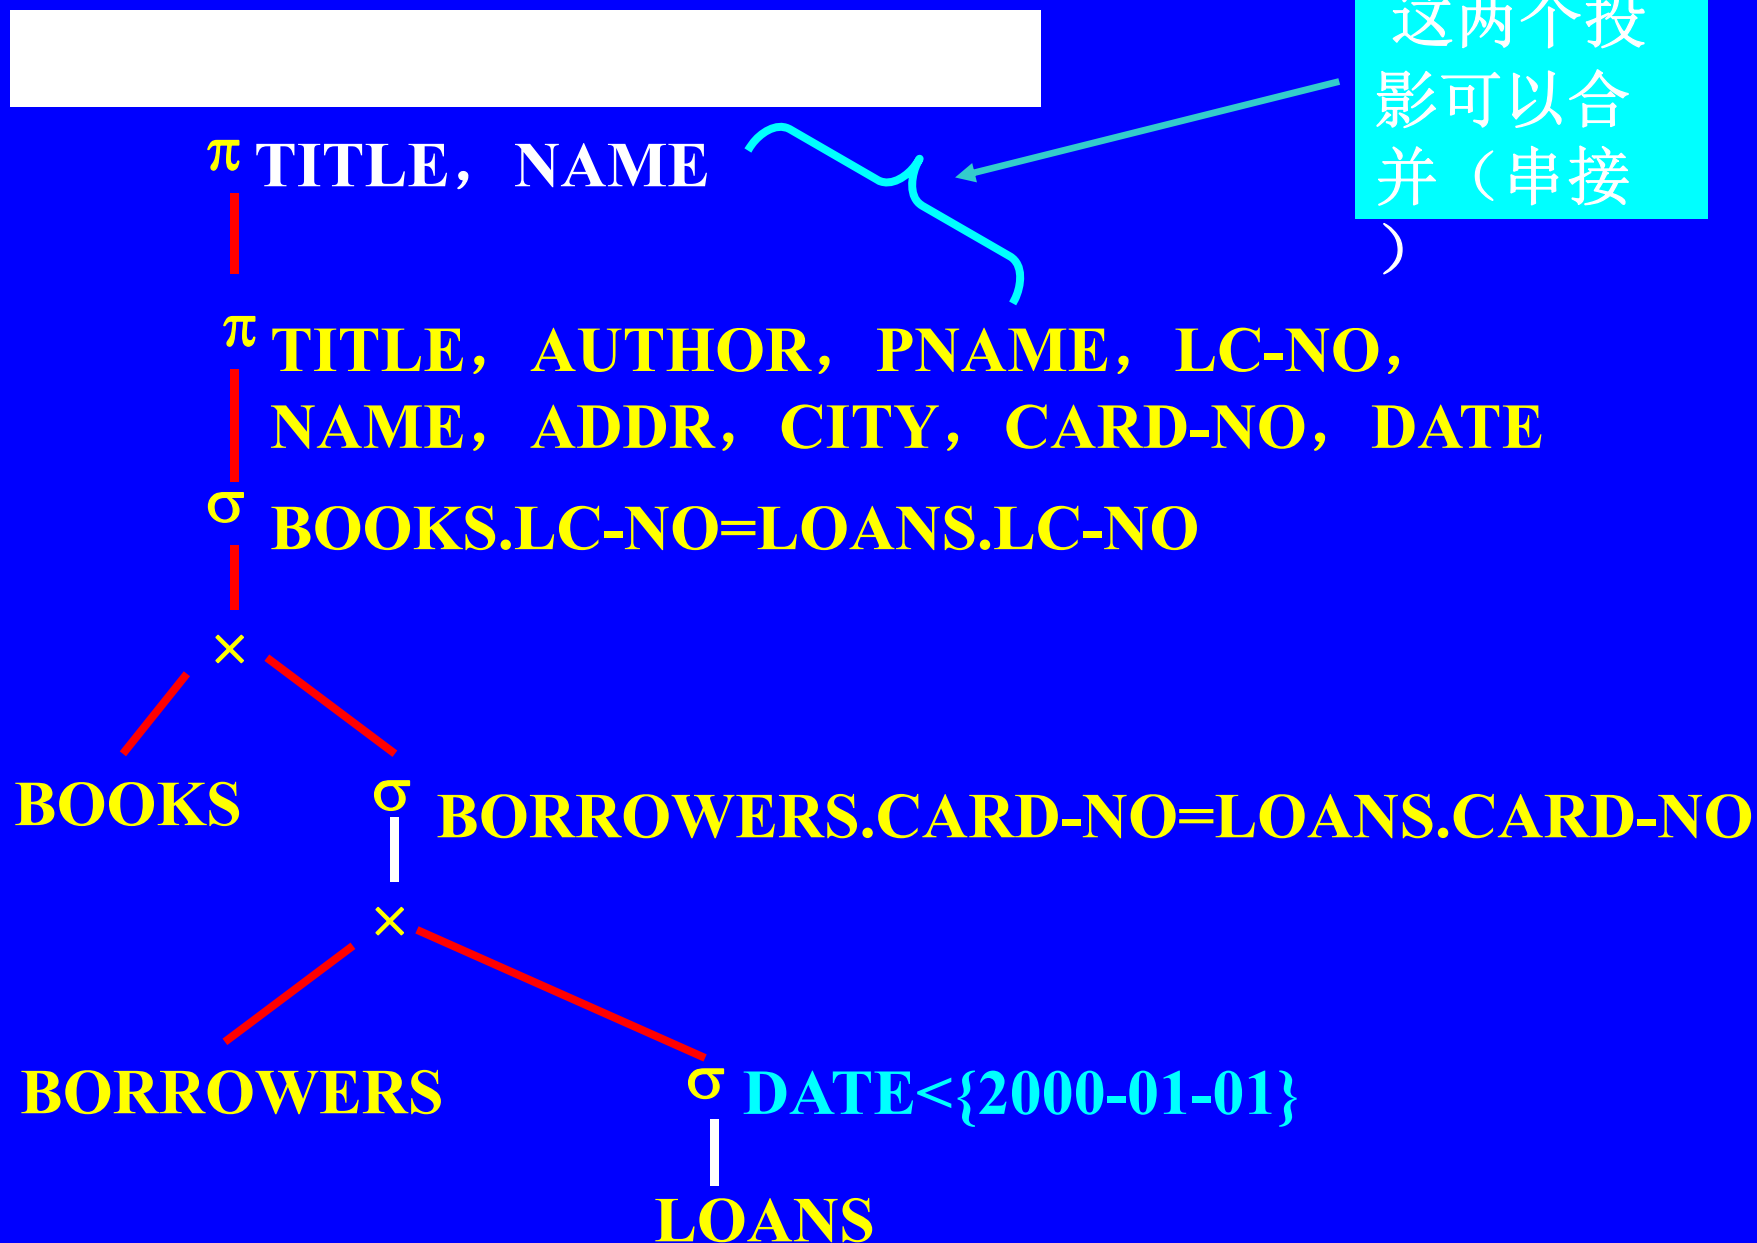 这两个投
影可以合
并（串接
）
π TITLE，NAME
π TITLE，AUTHOR，PNAME，LC-NO，
NAME，ADDR，CITY，CARD-NO，DATE
σ BOOKS.LC-NO=LOANS.LC-NO
×
BOOKS
σ BORROWERS.CARD-NO=LOANS.CARD-NO
×
BORROWERS
σ DATE<{2000-01-01}
LOANS